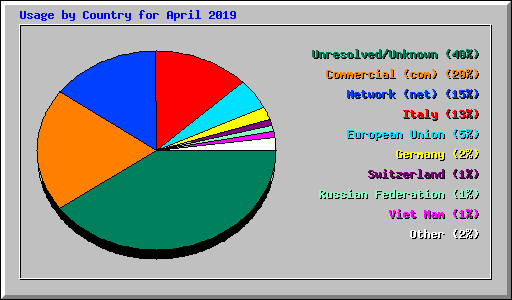 Usage by Country for April 2019
Unresolved/Unknown (40%)
Commercial (com) (20%)
Network (net) (15%)
Italy (13%)
European Union (5%)
Germany (2%)
Switzerland (1%)
Russian Federation (1%)
Viet Nam (1%)
Other (2%)